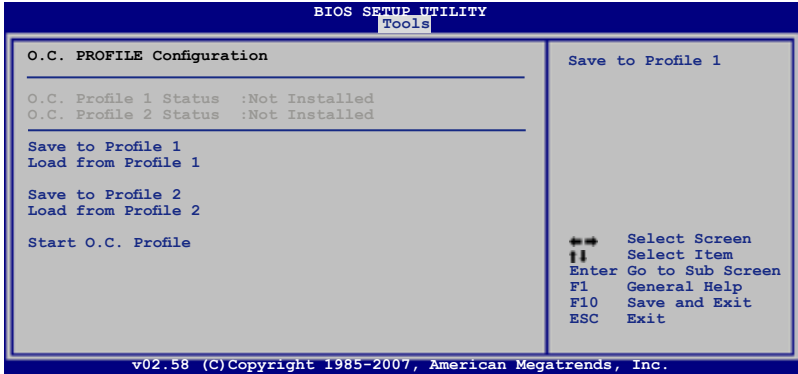 BIOS SETUP UTILITY
Tools
O.C. PROFILE Configuration
O.C. Profile 1 Status :Not Installed
O.C. Profile 2 Status :Not Installed
Save to Profile 1
Load from Profile 1
Save to Profile 2
Load from Profile 2
Start O.C. Profile
Save to Profile 1
←→ Select Screen
↑↓ Select Item
Enter Go to Sub Screen
F1 General Help
F10 Save and Exit
ESC Exit
v02.58 (C)Copyright 1985-2007, American Megatrends, Inc.